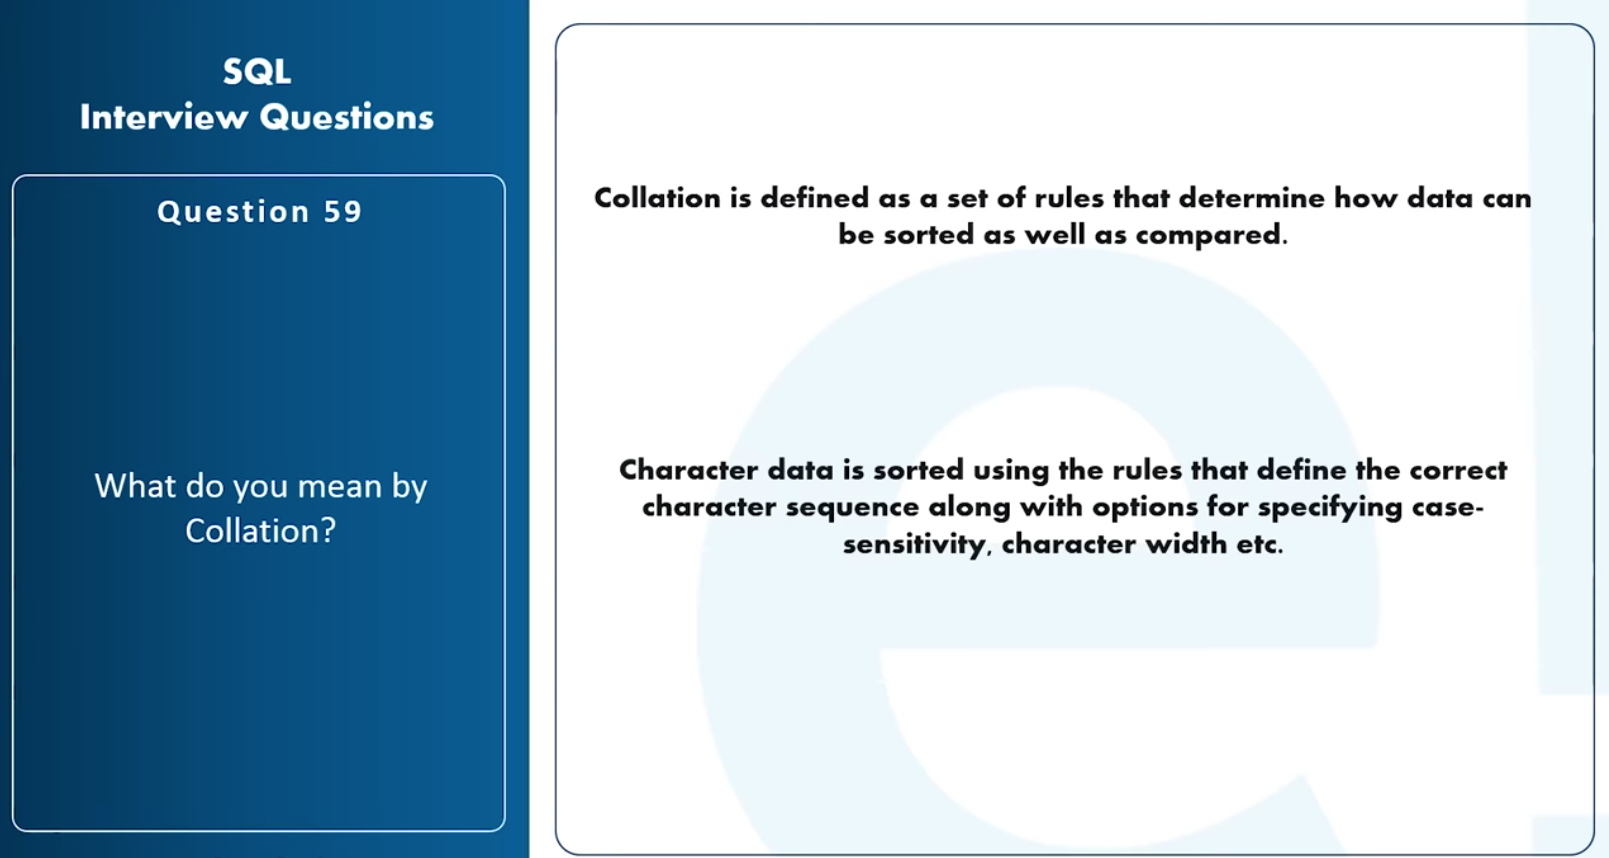 SQL
Interview Questions
Question 59
What do you mean by
Collation?
Collation is defined as a set of rules that determine how data can
be sorted as well as compared.
Character data is sorted using the rules that define the correct
character sequence along with options for specifying case-
sensitivity, character width etc.